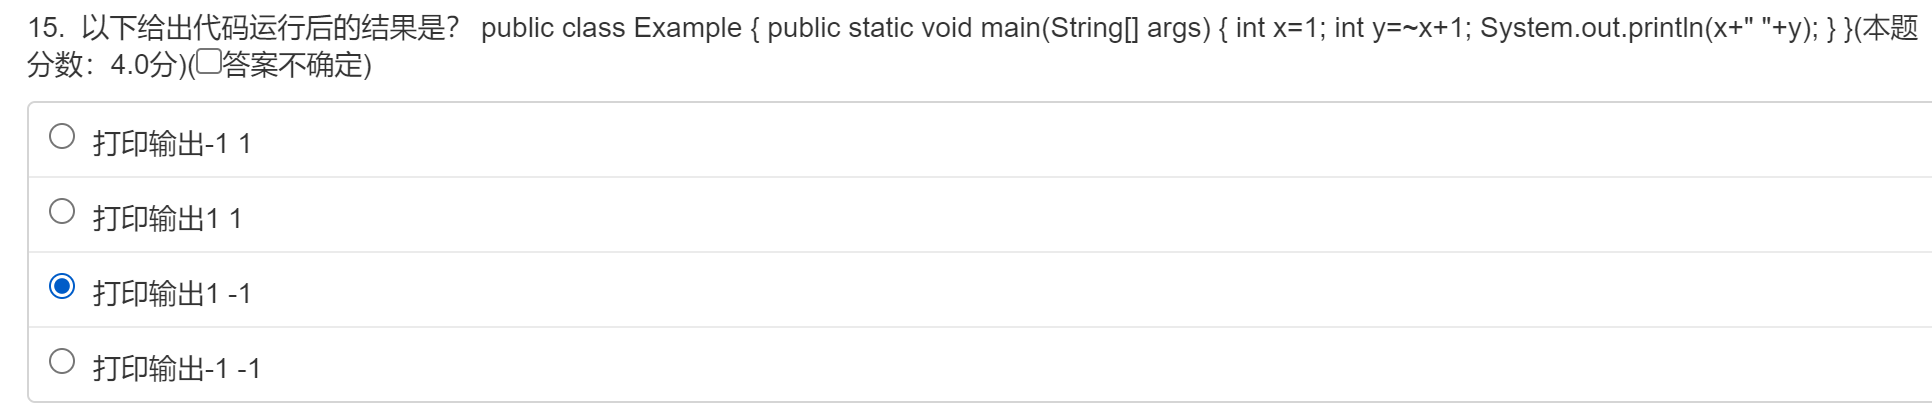 15. 以下给出代码运行后的结果是? public class Example { public static void main(String[] args) { int x=1; int y=~x+1; System.out.println(x+" "+y); } }(本题
分数：4.0分)(答案不确定)
打印输出-1 1
打印输出1 1
打印输出1 -1
打印输出-1 -1